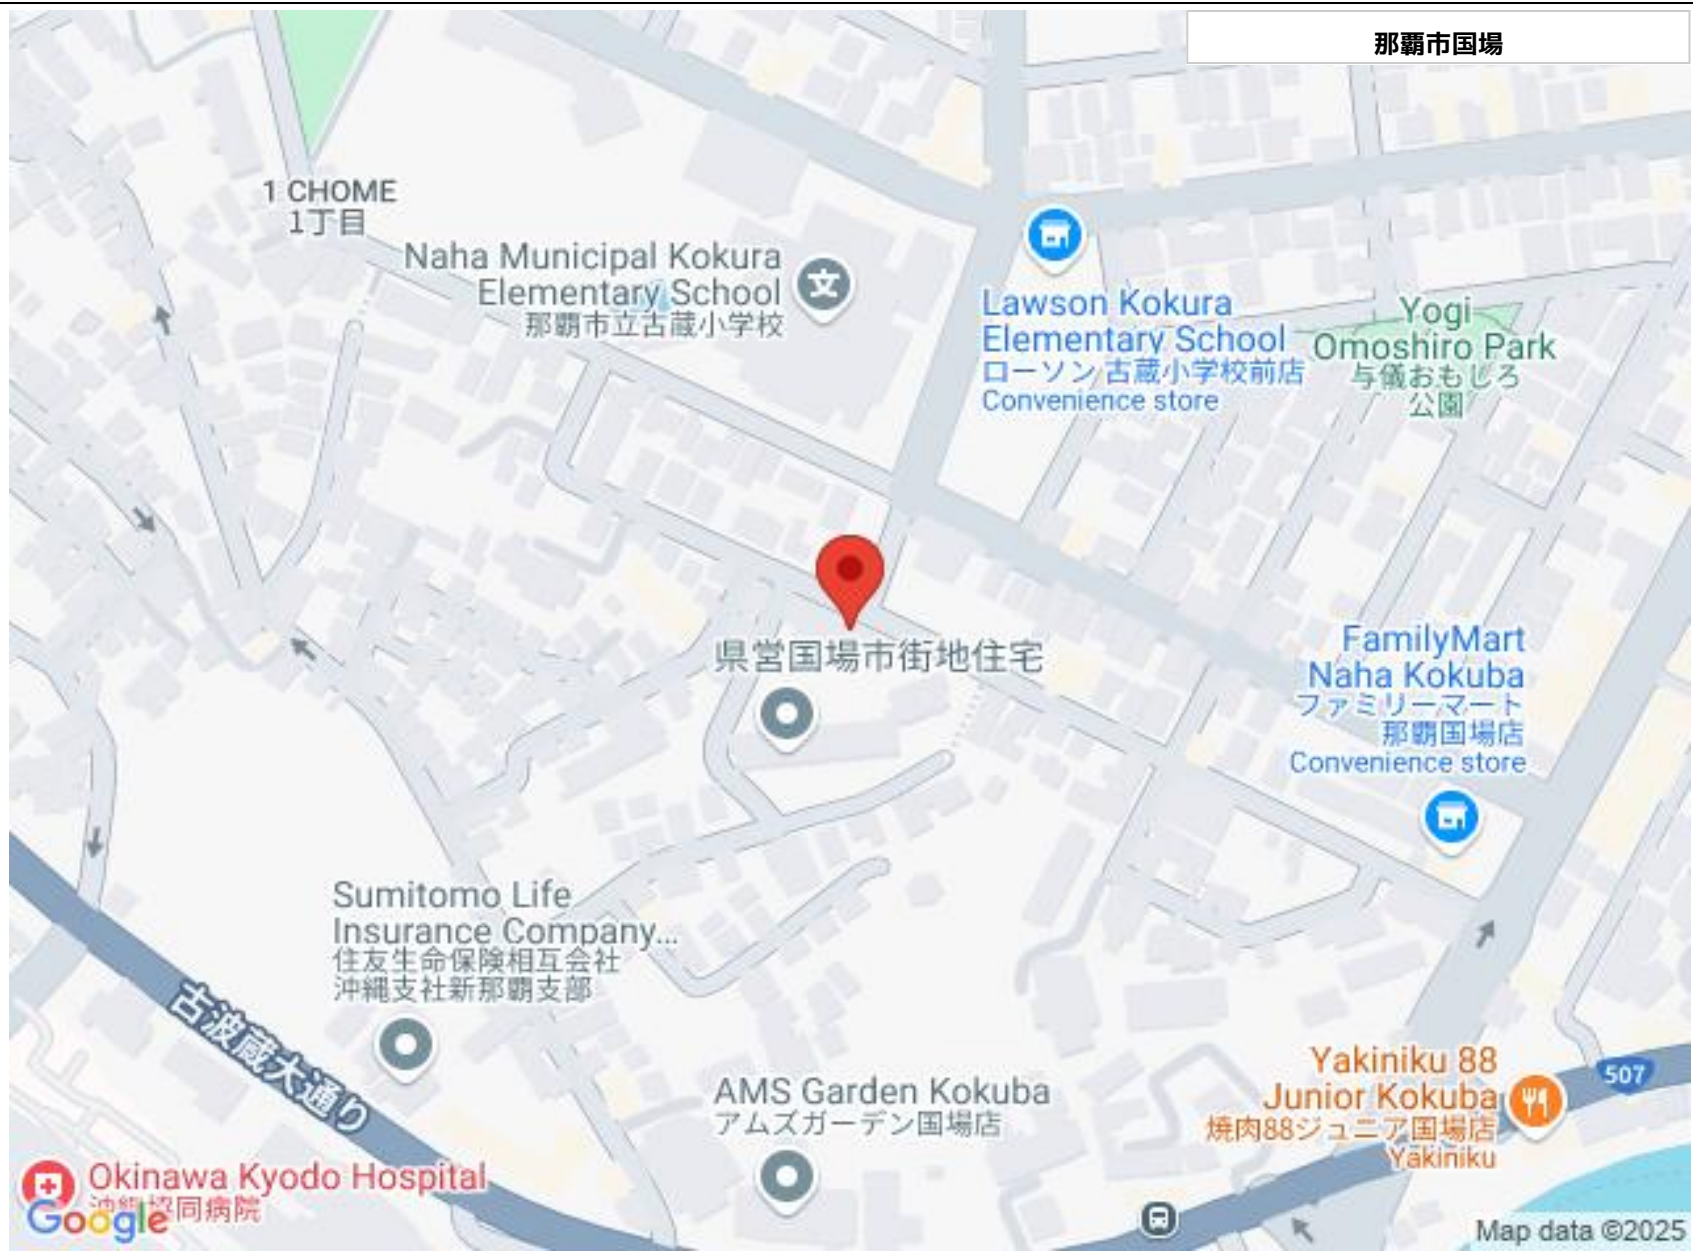 那覇市国場
1 CHOME
1丁目
Naha Municipal Kokura
Elementary School
那覇市立古蔵小学校
Lawson Kokura
Elementary School
ローソン 古蔵小学校前店
Convenience store
Yogi
Omoshiro Park
与儀おもしろ
公園
県営国場市街地住宅
FamilyMart
Naha Kokuba
ファミリーマート
那覇国場店
Convenience store
Sumitomo Life
Insurance Company...
住友生命保険相互会社
沖縄支社新那覇支部
古波蔵大通り
AMS Garden Kokuba
アムズガーデン国場店
Yakiniku 88
Junior Kokuba
焼肉88ジュニア国場店
Yakiniku
507
Okinawa Kyodo Hospital
沖縄協同病院
Google
Map data ©2025